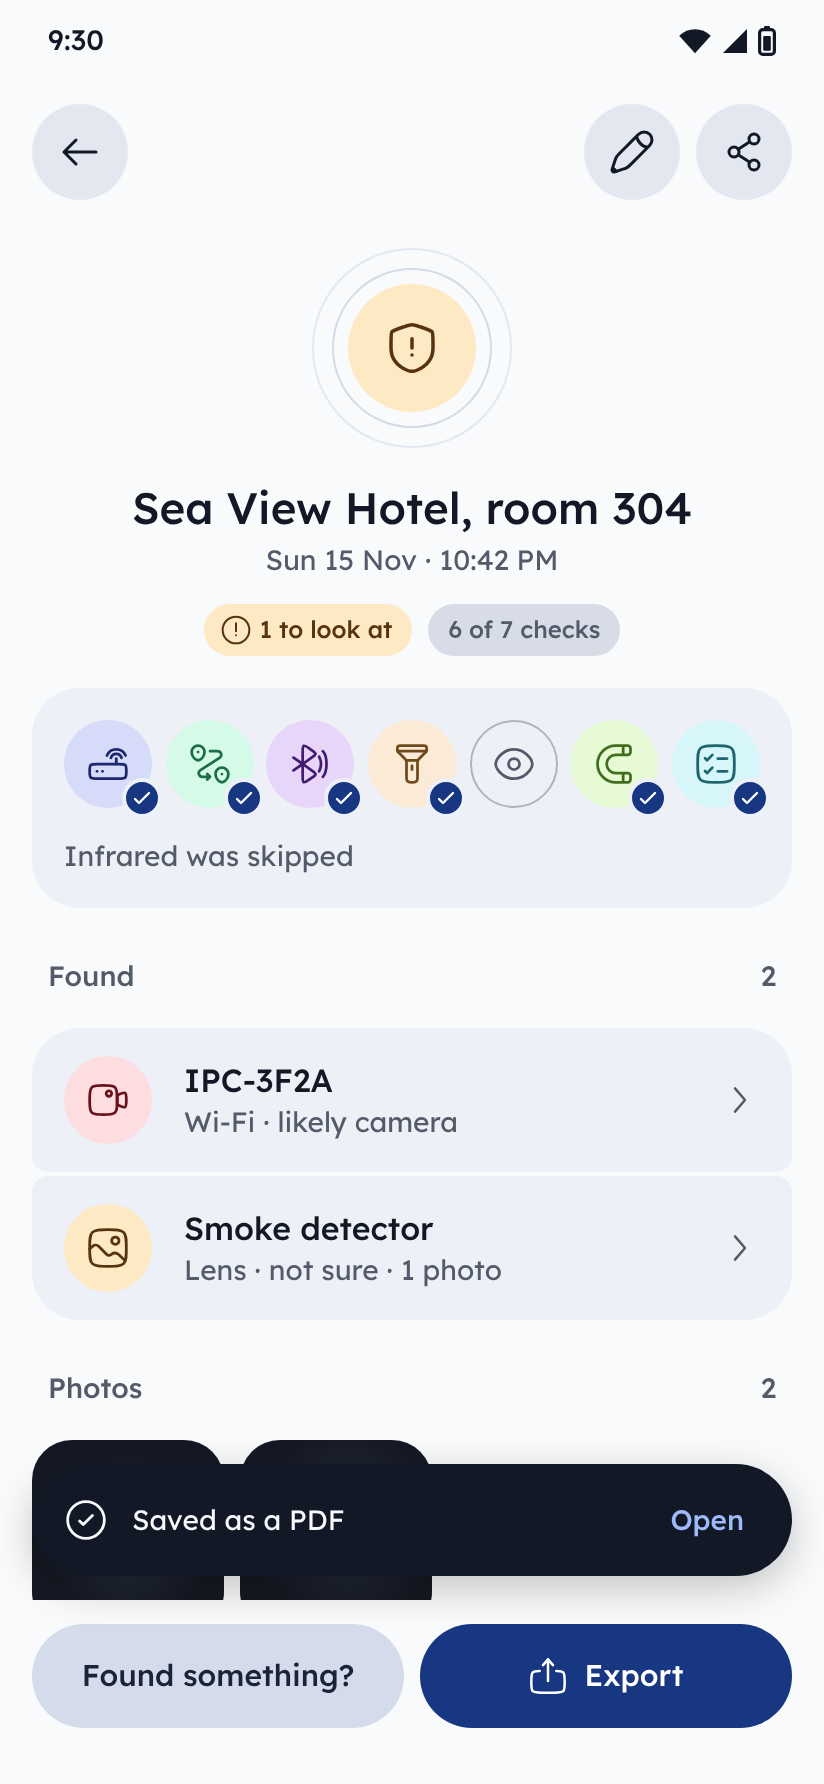 9:30
Sea View Hotel, room 304
Sun 15 Nov · 10:42 PM
1 to look at
6 of 7 checks
Infrared was skipped
Found
2
IPC-3F2A
Wi-Fi · likely camera
Smoke detector
Lens · not sure · 1 photo
Photos
2
Saved as a PDF
Open
Found something?
Export